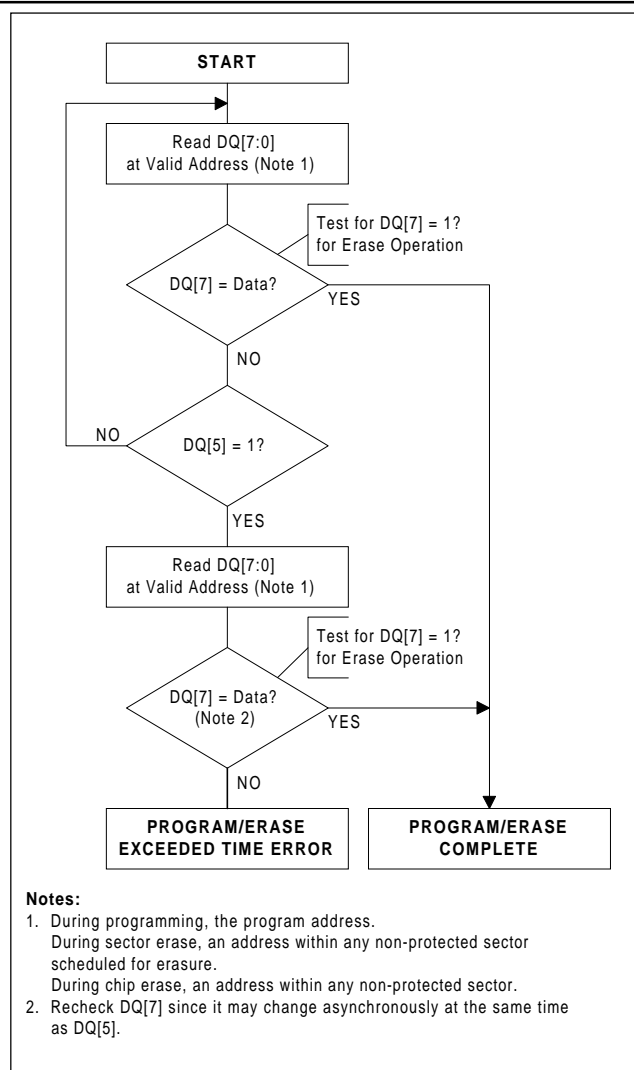 START
Read DQ[7:0]
at Valid Address (Note 1)
Test for DQ[7] = 1?
for Erase Operation
DQ[7] = Data?
YES
NO
NO
DQ[5] = 1?
YES
Read DQ[7:0]
at Valid Address (Note 1)
Test for DQ[7] = 1?
for Erase Operation
DQ[7] = Data?
(Note 2)
YES
NO
PROGRAM/ERASE
EXCEEDED TIME ERROR
PROGRAM/ERASE
COMPLETE
Notes:
1. During programming, the program address.
During sector erase, an address within any non-protected sector
scheduled for erasure.
During chip erase, an address within any non-protected sector.
2. Recheck DQ[7] since it may change asynchronously at the same time
as DQ[5].